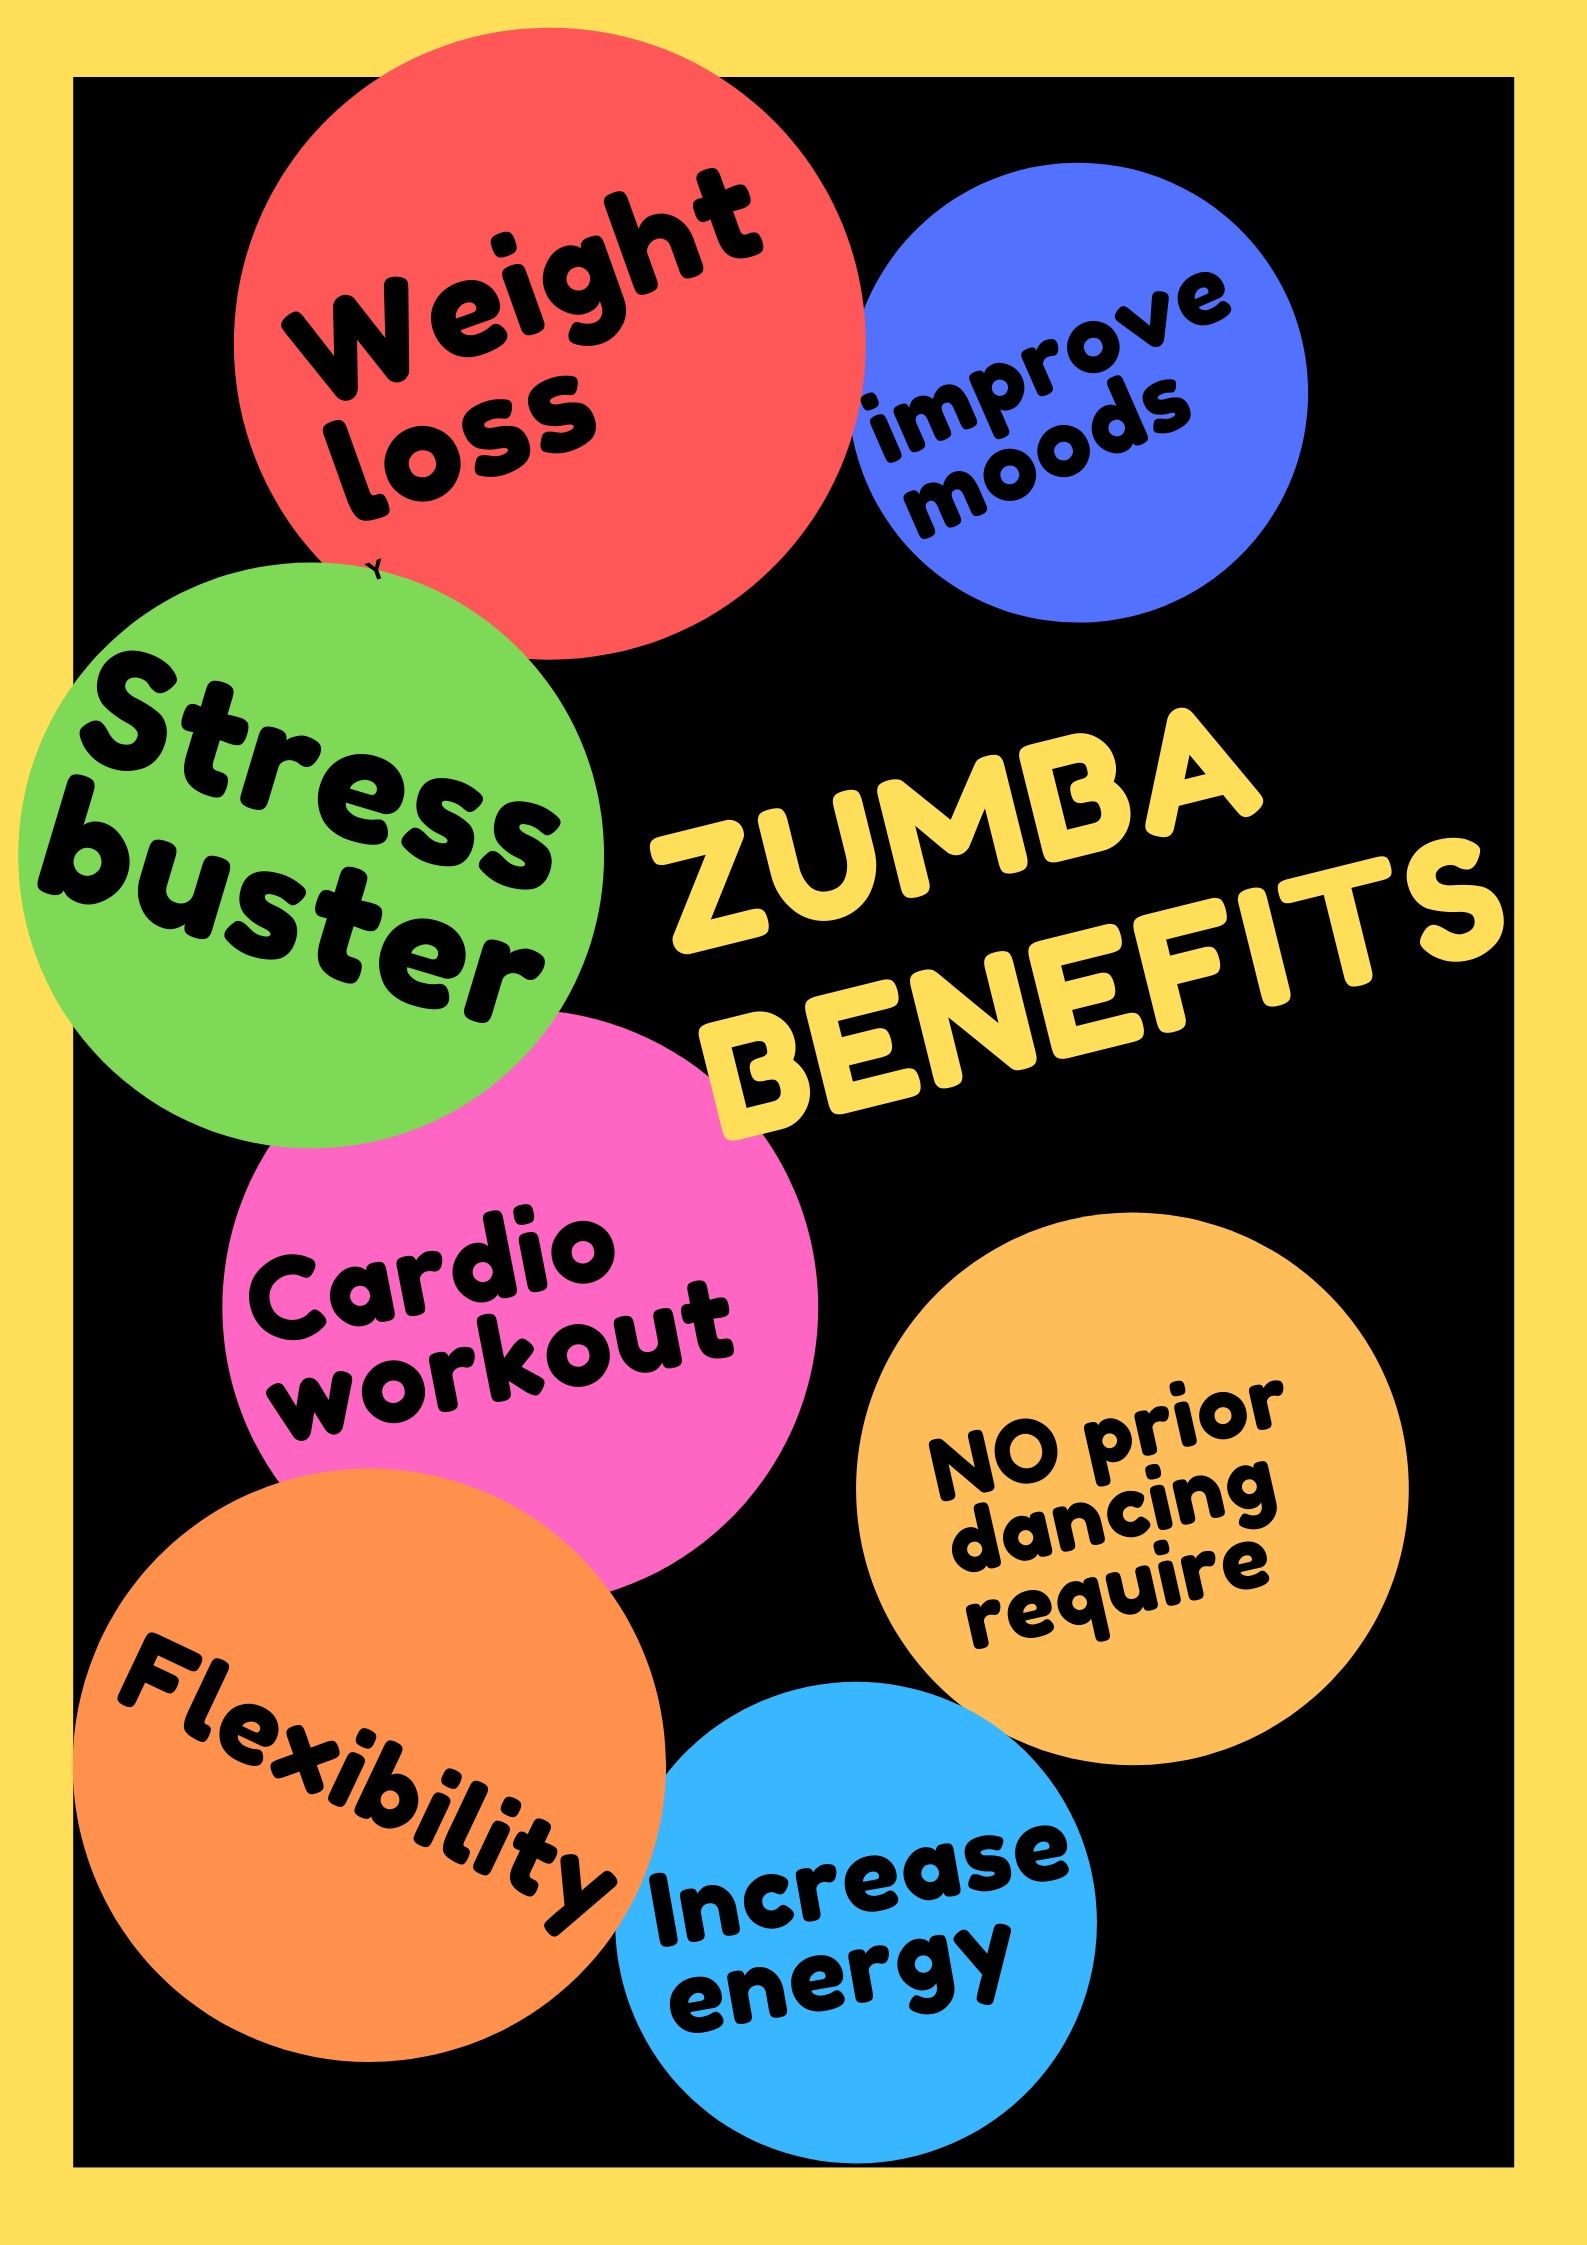 Weight
loss
improve
moods
Y
Stress
buster
ZUMBA
BENEFITS
Cardio
workout
NO prior
dancing
require
Flexibility
Increase
energy